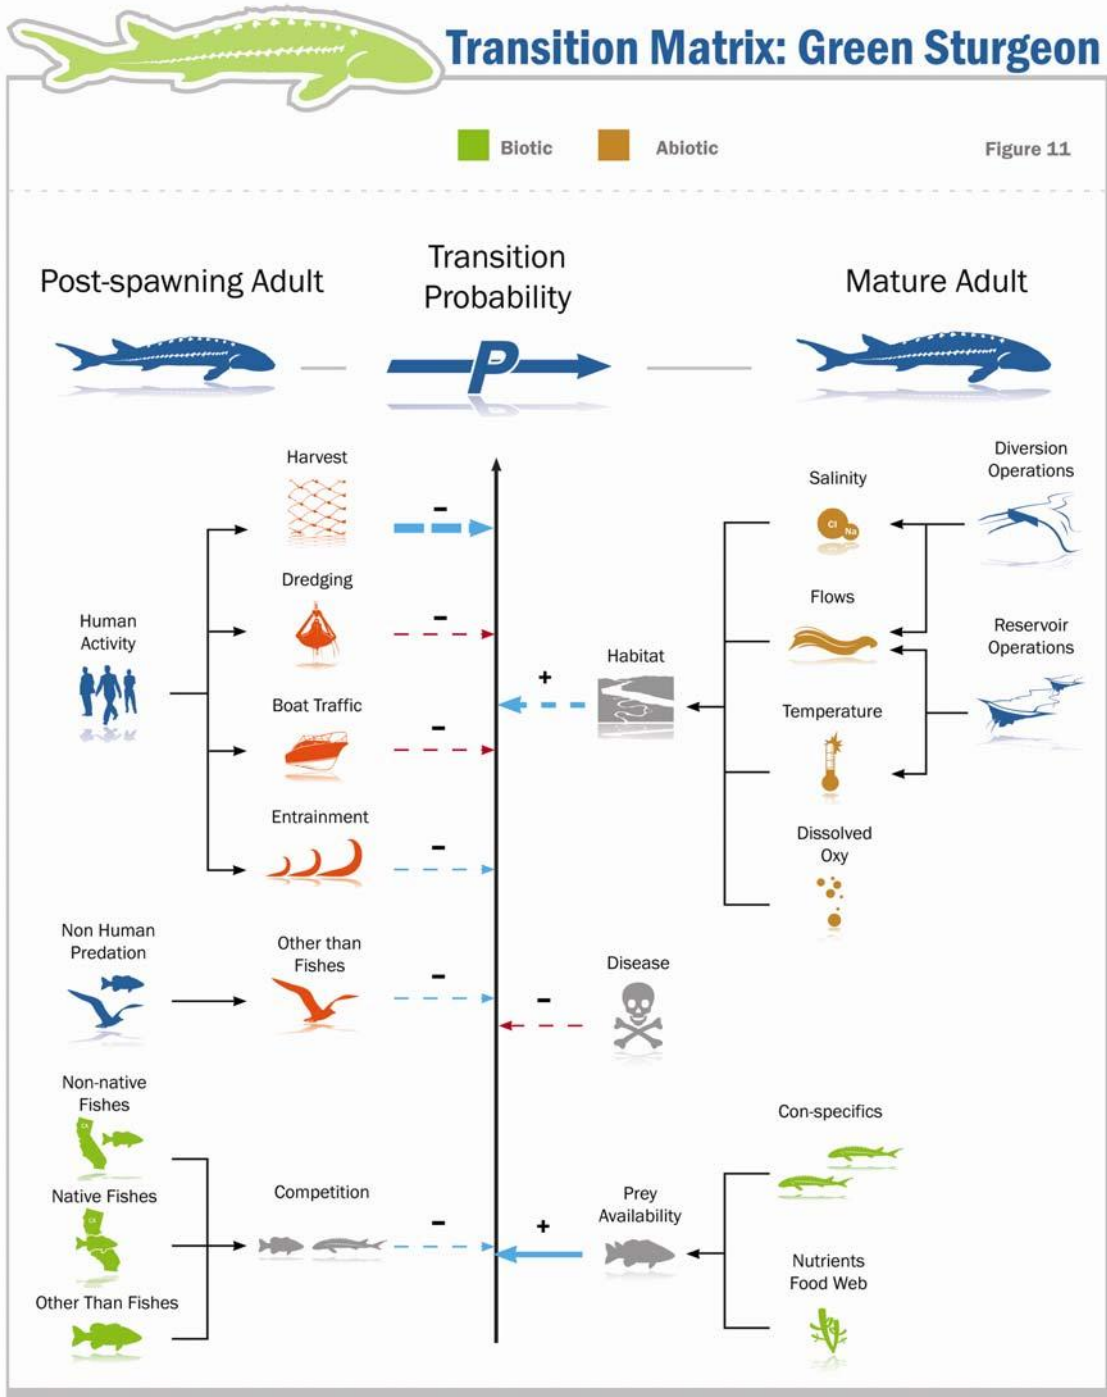 Transition Matrix: Green Sturgeon
Biotic
Abiotic
Figure 11
Post-spawning Adult
Transition
Probability
Mature Adult
P
Harvest
-
Dredging
-
Human
Activity
Boat Traffic
-
Entrainment
-
Non Human
Predation
Other than
Fishes
-
Non-native
Fishes
CA
Native Fishes
CA
Other Than Fishes
Competition
-
Diversion
Operations
Salinity
Cl
Na
Flows
Reservoir
Operations
Habitat
+
Temperature
Dissolved
Oxy
Disease
-
Con-specifics
Prey
Availability
+
Nutrients
Food Web